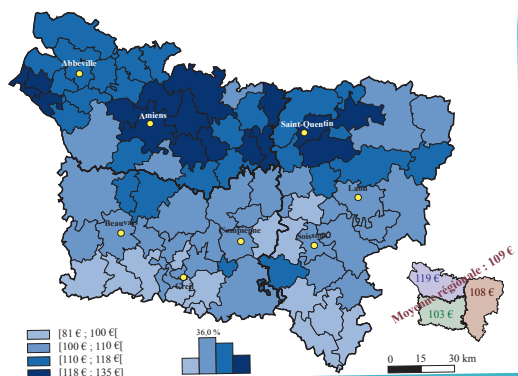 Abbeville
Amiens
Saint-Quentin
Laon
Beauvais
Compiègne
Soissons
Creil
[81 € ; 100 €[
[100 € ; 110 €[
[110 € ; 118 €[
[118 € ; 135 €]
36,0 %
Moyenne régionale : 109 €
119 €
108 €
103 €
0 15 30 km